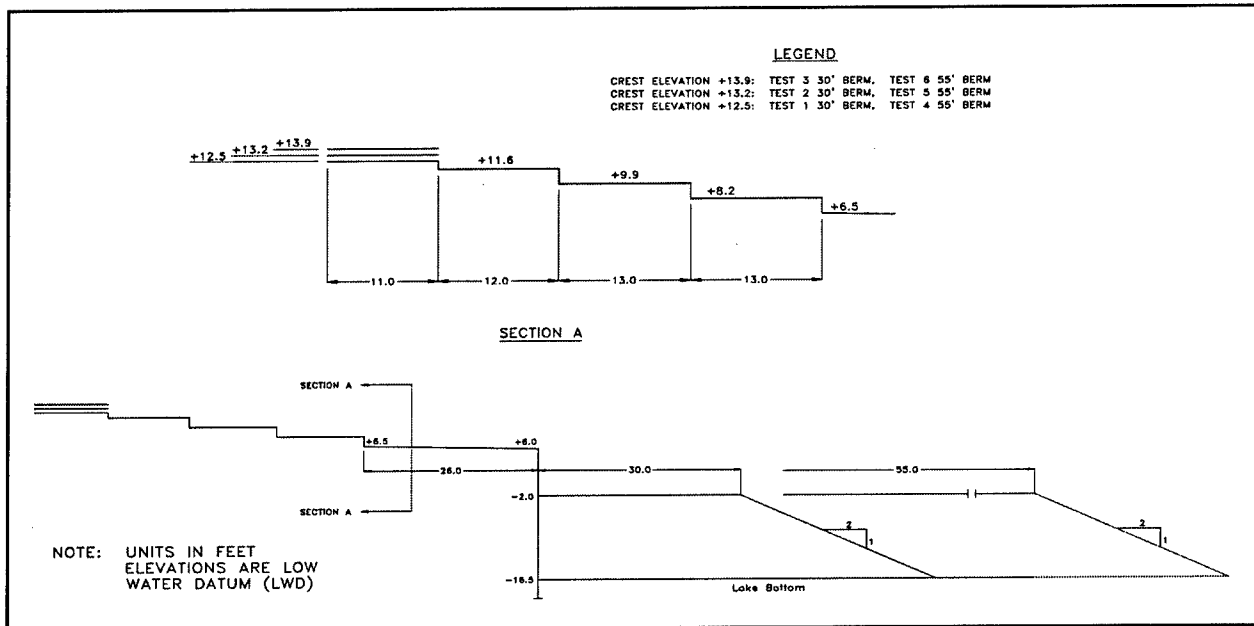 LEGEND
CREST ELEVATION +13.9: TEST 3 30' BERM, TEST 6 55' BERM
CREST ELEVATION +13.2: TEST 2 30' BERM, TEST 5 55' BERM
CREST ELEVATION +12.5: TEST 1 30' BERM, TEST 4 55' BERM
+13.9
+13.2
+12.5
+11.6
+9.9
+8.2
+6.5
11.0 12.0 13.0 13.0
SECTION A
SECTION A
+6.5 +6.0
26.0 30.0 55.0
-2.0
SECTION A
2 2
1 1
NOTE: UNITS IN FEET
ELEVATIONS ARE LOW
WATER DATUM (LWD)
-16.5
Lake Bottom